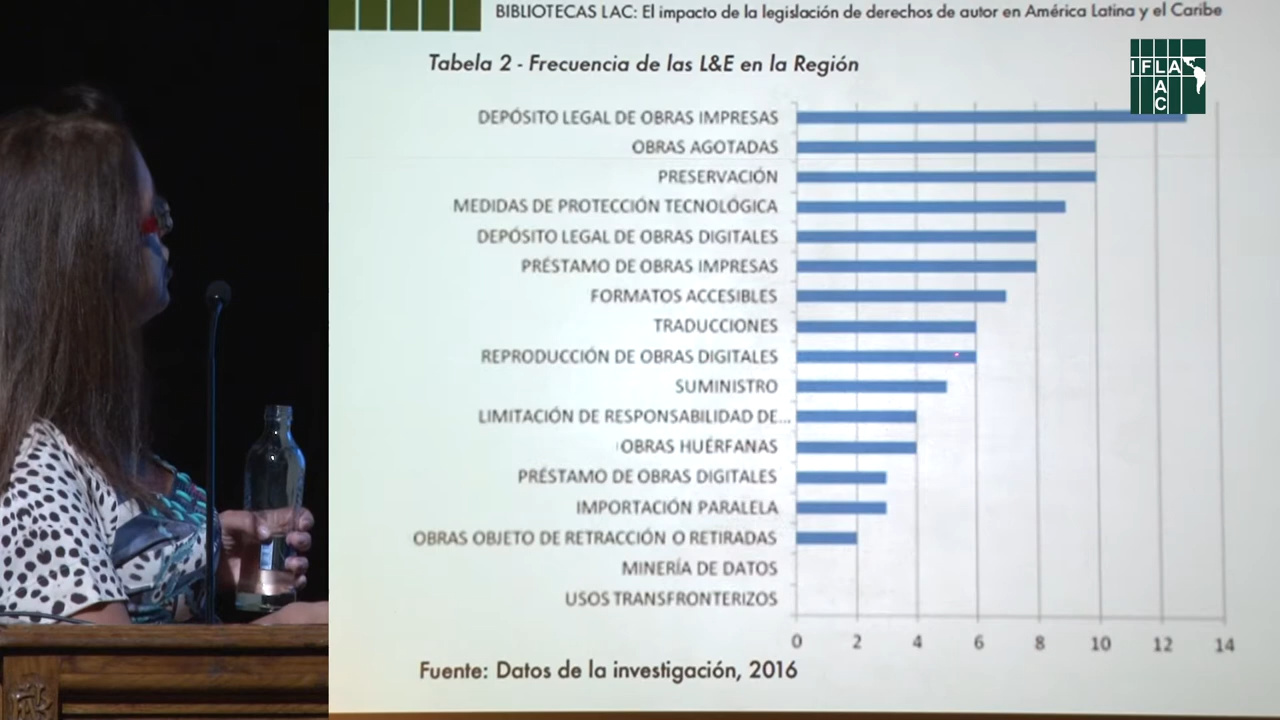 BIBLIOTECAS LAC: El impacto de la legislación de derechos de autor en América Latina y el Caribe
Tabela 2 - Frecuencia de las L&E en la Región
IFLA
LAC
DEPÓSITO LEGAL DE OBRAS IMPRESAS
OBRAS AGOTADAS
PRESERVACIÓN
MEDIDAS DE PROTECCIÓN TECNOLÓGICA
DEPÓSITO LEGAL DE OBRAS DIGITALES
PRÉSTAMO DE OBRAS IMPRESAS
FORMATOS ACCESIBLES
TRADUCCIONES
REPRODUCCIÓN DE OBRAS DIGITALES
SUMINISTRO
LIMITACIÓN DE RESPONSABILIDAD DE...
OBRAS HUÉRFANAS
PRÉSTAMO DE OBRAS DIGITALES
IMPORTACIÓN PARALELA
OBRAS OBJETO DE RETRACCIÓN O RETIRADAS
MINERÍA DE DATOS
USOS TRANSFRONTERIZOS
0 2 4 6 8 10 12 14
Fuente: Datos de la investigación, 2016